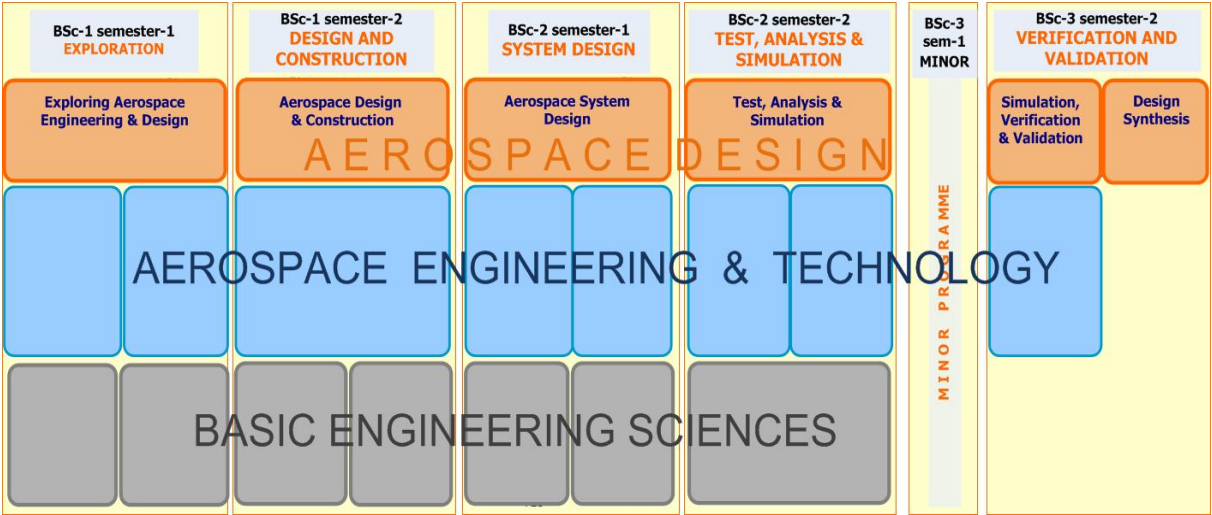 BSc-1 semester-1
EXPLORATION
BSc-1 semester-2
DESIGN AND
CONSTRUCTION
BSc-2 semester-1
SYSTEM DESIGN
BSc-2 semester-2
TEST, ANALYSIS &
SIMULATION
BSc-3
sem-1
MINOR
BSc-3 semester-2
VERIFICATION AND
VALIDATION
Exploring Aerospace
Engineering & Design
Aerospace Design
& Construction
Aerospace System
Design
Test, Analysis &
Simulation
Simulation,
Verification
& Validation
Design
Synthesis
AEROSPACE DESIGN
AEROSPACE ENGINEERING & TECHNOLOGY
MINOR PROGRAMME
BASIC ENGINEERING SCIENCES